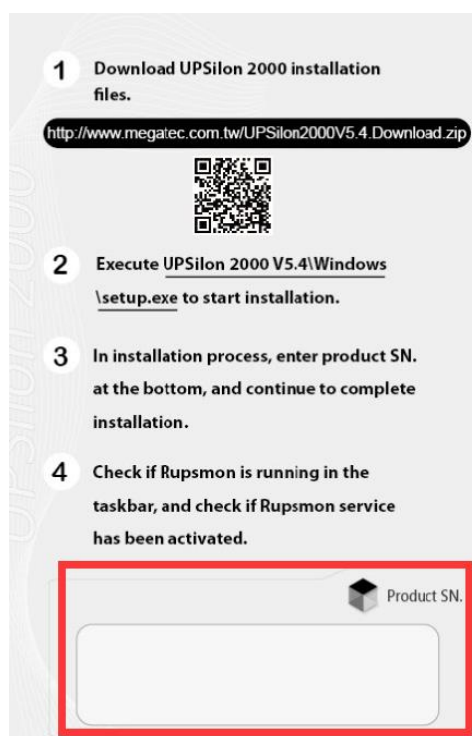 1 Download UPSilon 2000 installation
files.
http://www.megatec.com.tw/UPSilon2000V5.4.Download.zip
2 Execute UPSilon 2000 V5.4\Windows
\setup.exe to start installation.
3 In installation process, enter product SN.
at the bottom, and continue to complete
installation.
4 Check if Rupsmon is running in the
taskbar, and check if Rupsmon service
has been activated.
UPSilon 2000
Product SN.